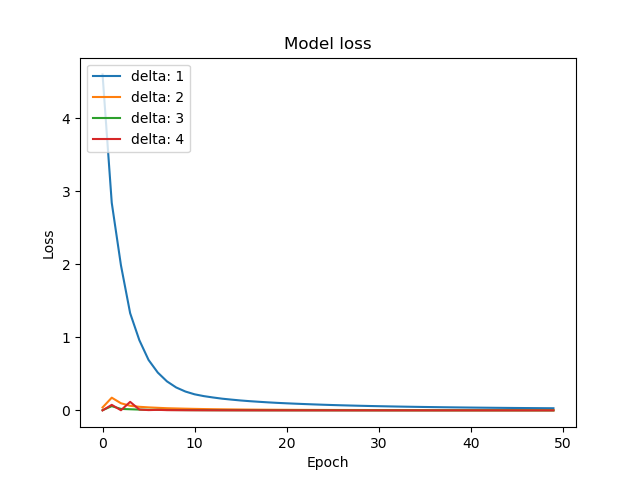 Model loss
delta: 1
delta: 2
delta: 3
delta: 4
4
3
2
1
0
Loss
0 10 20 30 40 50
Epoch